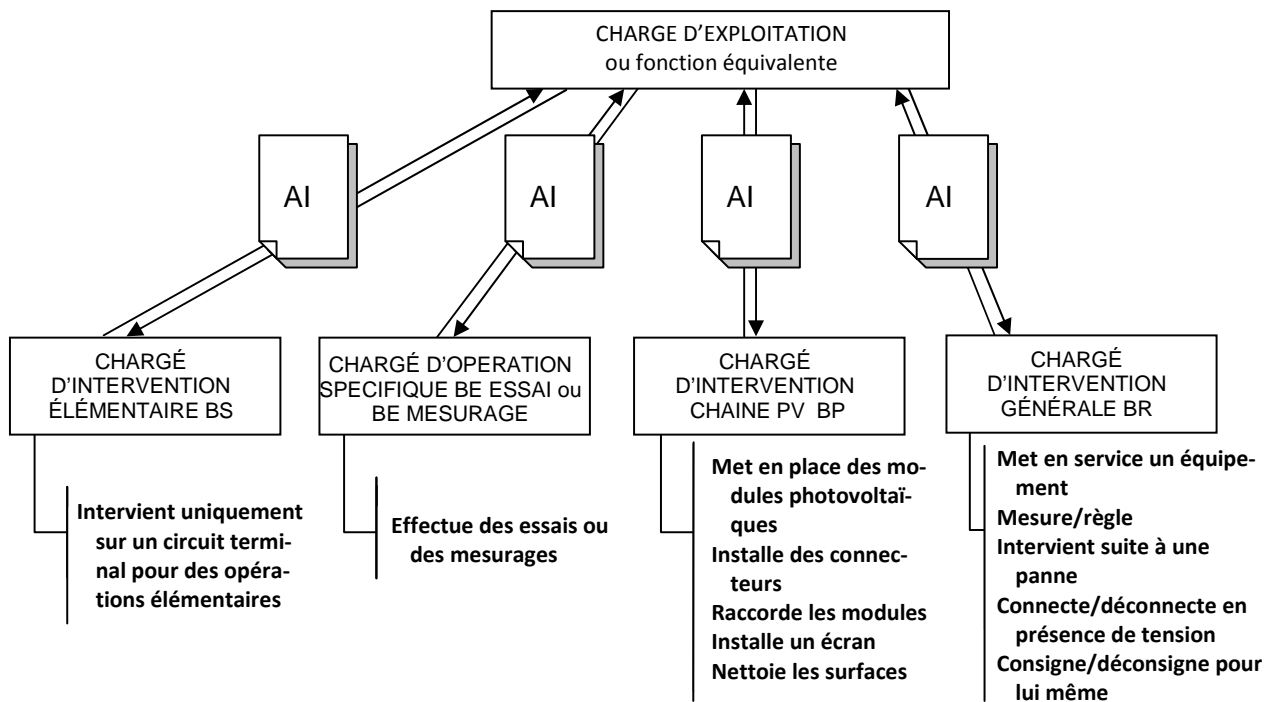 CHARGE D'EXPLOITATION
ou fonction équivalente
AI
AI
AI
AI
CHARGÉ
D'INTERVENTION
ÉLÉMENTAIRE BS
CHARGÉ D'OPERATION
SPECIFIQUE BE ESSAI ou
BE MESURAGE
CHARGÉ
D'INTERVENTION
CHAINE PV BP
CHARGÉ
D'INTERVENTION
GÉNÉRALE BR
Intervient uniquement
sur un circuit termi-
nal pour des opéra-
tions élémentaires
Effectue des essais ou
des mesurages
Met en place des mo-
dules photovoltaï-
ques
Installe des connec-
teurs
Raccorde les modules
Installe un écran
Nettoie les surfaces
Met en service un équipe-
ment
Mesure/règle
Intervient suite à une
panne
Connecte/déconnecte en
présence de tension
Consigne/déconsigne pour
lui même